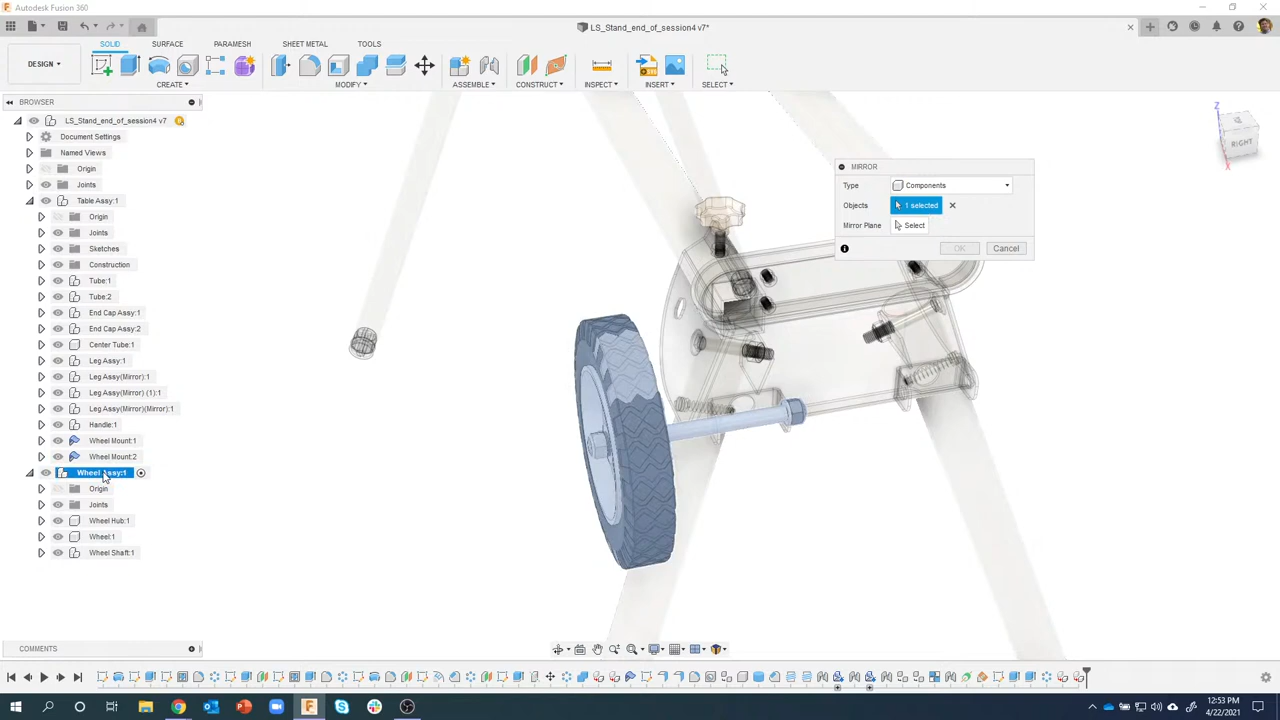 Autodesk Fusion 360
LS_Stand_end_of_session4 v7*
DESIGN
SOLID
SURFACE
PARAMESH
SHEET METAL
TOOLS
CREATE
MODIFY
ASSEMBLE
CONSTRUCT
INSPECT
INSERT
SELECT
BROWSER
LS_Stand_end_of_session4 v7
Document Settings
Named Views
Origin
Joints
Table Assy:1
Origin
Joints
Sketches
Construction
Tube:1
Tube:2
End Cap Assy:1
End Cap Assy:2
Center Tube:1
Leg Assy:1
Leg Assy(Mirror):1
Leg Assy(Mirror) (1):1
Leg Assy(Mirror)(Mirror):1
Handle:1
Wheel Mount:1
Wheel Mount:2
Wheel Assy:1
Origin
Joints
Wheel Hub:1
Wheel:1
Wheel Shaft:1
MIRROR
Type
Components
Objects
1 selected
Mirror Plane
Select
OK
Cancel
Z
RIGHT
X
COMMENTS
12:53 PM
4/22/2021